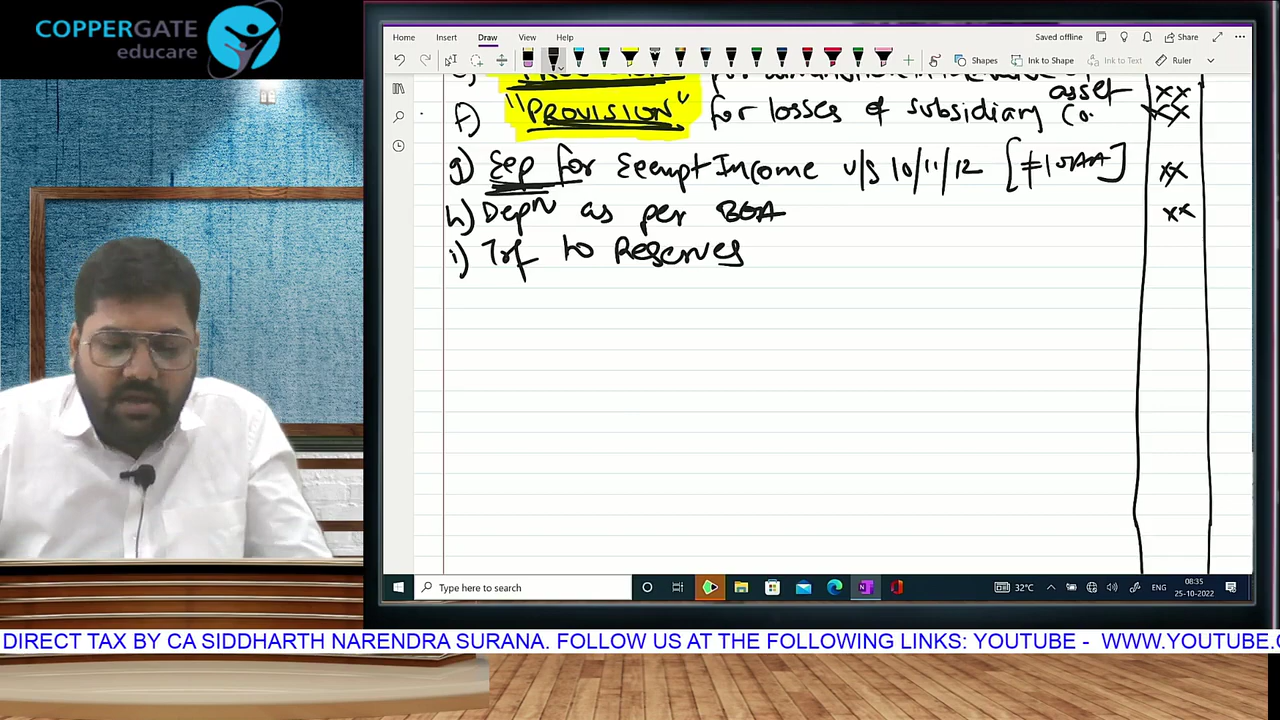 COPPERGATE
educare
Home Insert Draw View Help
Saved offline
Share
Shapes
Ink to Shape
Ink to Text
Ruler
asset xx
f) "PROVISION" for losses of subsidiary Co. xx
g) Exp for Exempt Income u/s 10/11/12 [≠10AA] xx
h) Depn as per BOA xx
i) Trf to Reserves
Type here to search
32°C
ENG
08:35
25-10-2022
DIRECT TAX BY CA SIDDHARTH NARENDRA SURANA. FOLLOW US AT THE FOLLOWING LINKS: YOUTUBE - WWW.YOUTUBE.C